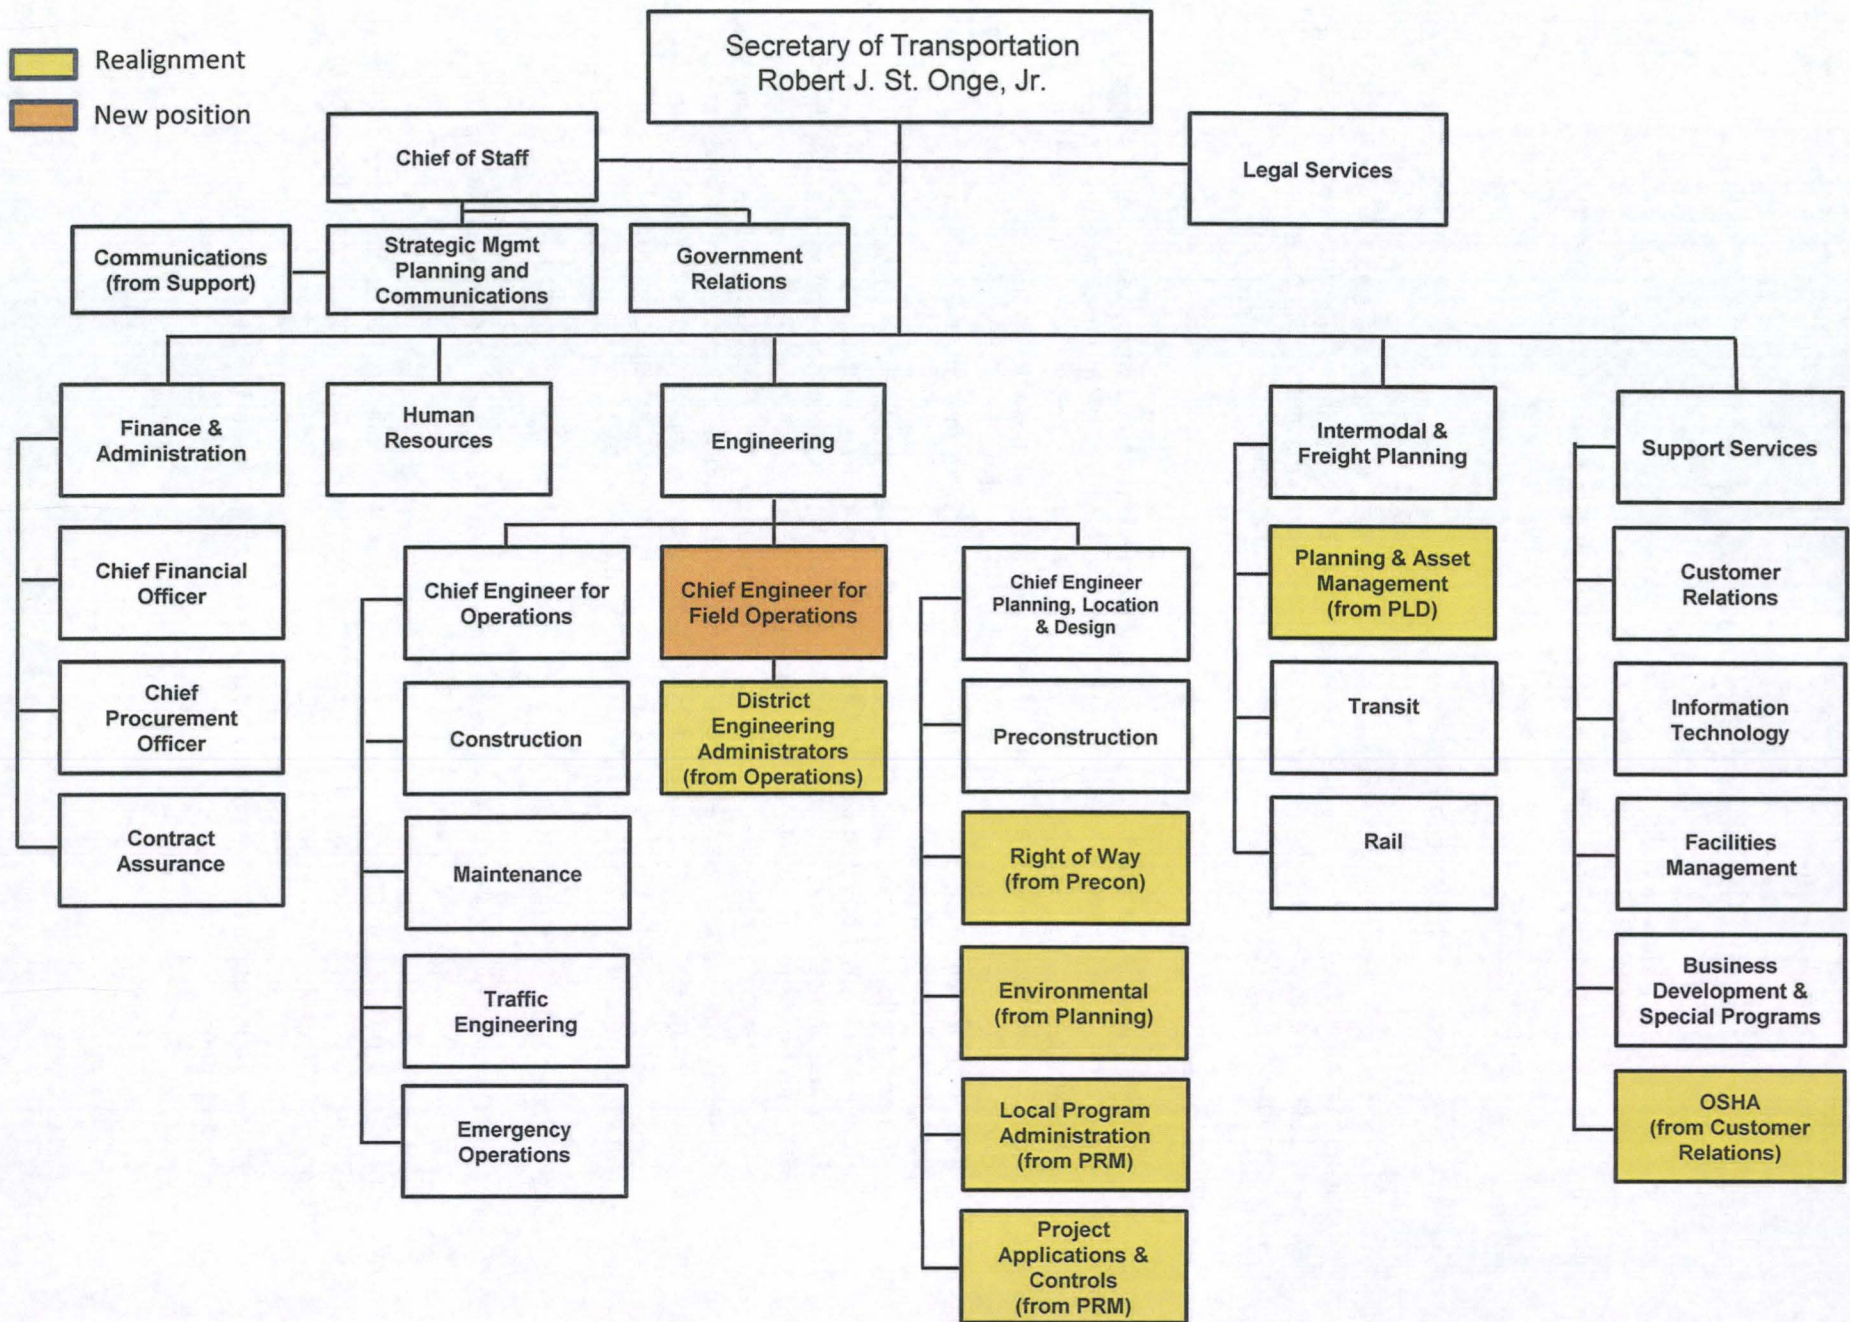 Realignment
New position
Secretary of Transportation
Robert J. St. Onge, Jr.
Chief of Staff
Legal Services
Communications
(from Support)
Strategic Mgmt
Planning and
Communications
Government
Relations
Finance &
Administration
Human
Resources
Engineering
Intermodal &
Freight Planning
Support Services
Chief Financial
Officer
Chief
Procurement
Officer
Contract
Assurance
Chief Engineer for
Operations
Construction
Maintenance
Traffic
Engineering
Emergency
Operations
Chief Engineer for
Field Operations
District
Engineering
Administrators
(from Operations)
Chief Engineer
Planning, Location
& Design
Preconstruction
Right of Way
(from Precon)
Environmental
(from Planning)
Local Program
Administration
(from PRM)
Project
Applications &
Controls
(from PRM)
Planning & Asset
Management
(from PLD)
Transit
Rail
Customer
Relations
Information
Technology
Facilities
Management
Business
Development &
Special Programs
OSHA
(from Customer
Relations)